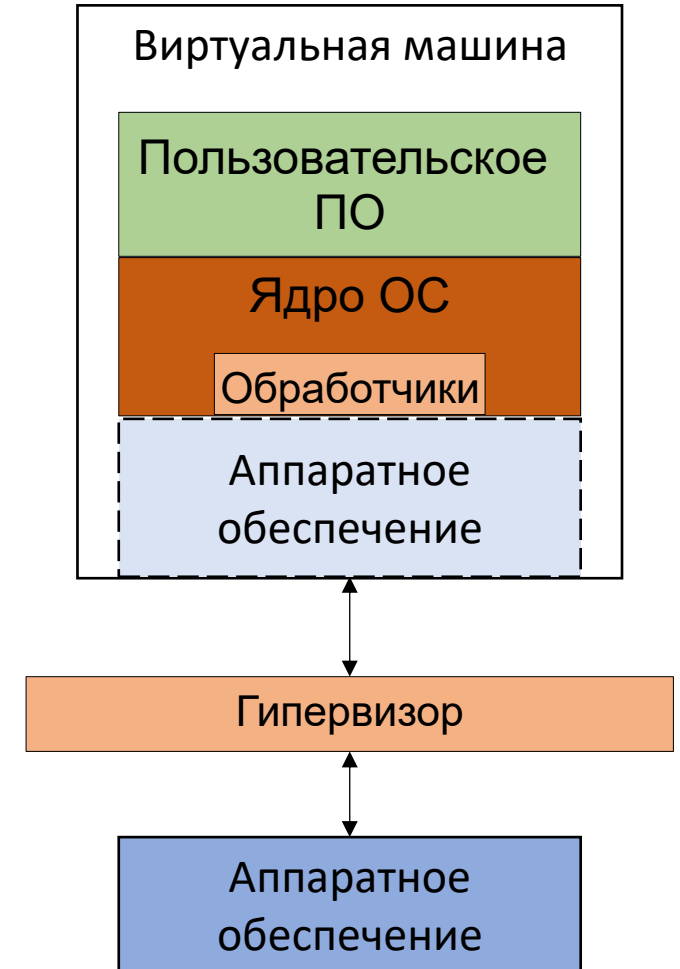 Виртуальная машина
Пользовательское
ПО
Ядро ОС
Обработчики
Аппаратное
обеспечение
Гипервизор
Аппаратное
обеспечение